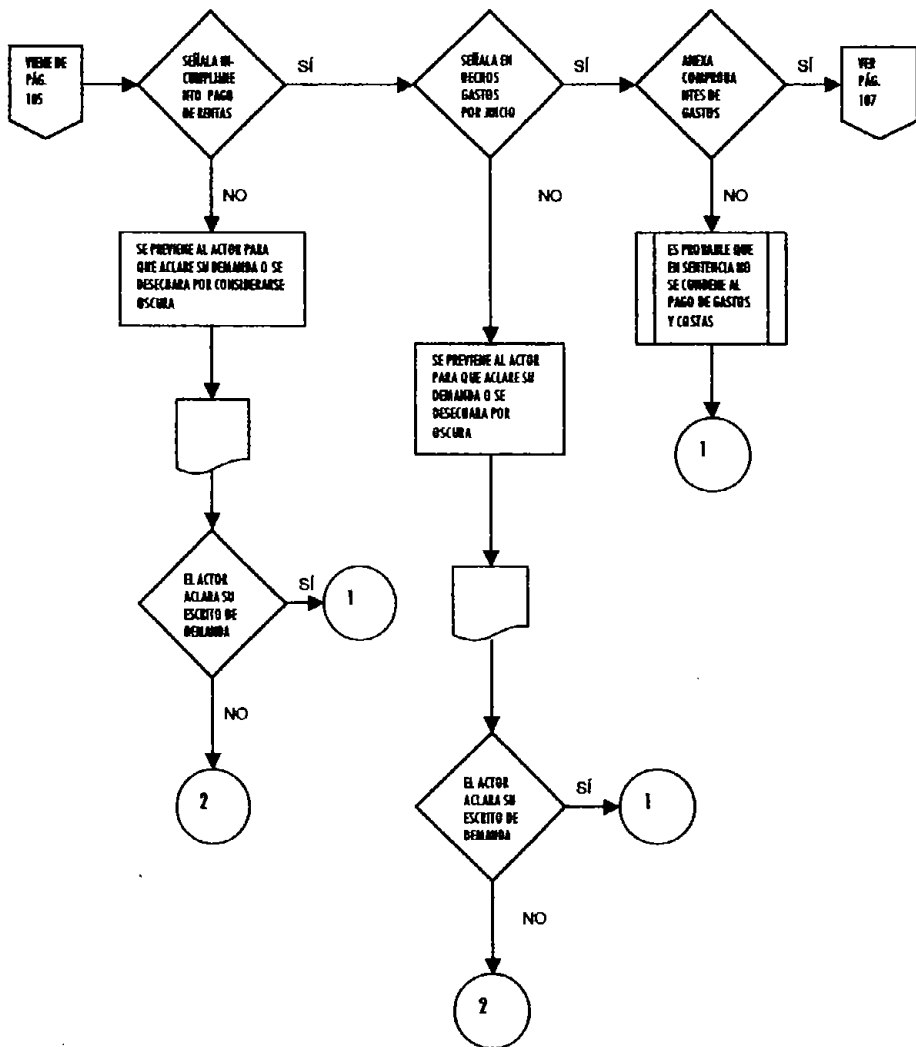 VIENE DE
PÁG.
105
SEÑALA IN-
CUMPLIMIE
NTO PAGO
DE RENTAS
SÍ
SEÑALA EN
HECHOS
GASTOS
POR JUICIO
SÍ
ANEXA
COMPROBA
NTES DE
GASTOS
SÍ
VER
PÁG.
107
NO
NO
NO
SE PREVIENE AL ACTOR PARA
QUE ACLARE SU DEMANDA O SE
DESECHARA POR CONSIDERARSE
OSCURA
ES PROBABLE QUE
EN SENTENCIA NO
SE CONDENE AL
PAGO DE GASTOS
Y COSTAS
SE PREVIENE AL ACTOR
PARA QUE ACLARE SU
DEMANDA O SE
DESECHARA POR
OSCURA
1
EL ACTOR
ACLARA SU
ESCRITO DE
DEMANDA
SÍ
1
NO
2
EL ACTOR
ACLARA SU
ESCRITO DE
DEMANDA
SÍ
1
NO
2